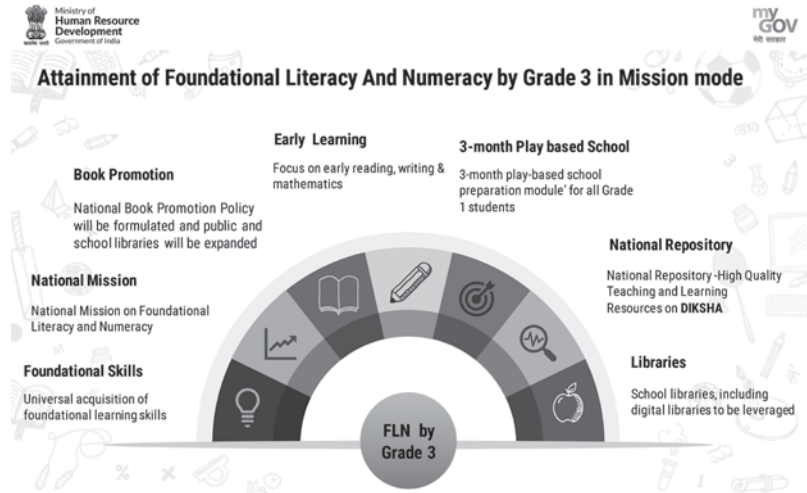 Ministry of
Human Resource
Development
Government of India
सत्यमेव जयते
my
GOV
मेरी सरकार
Attainment of Foundational Literacy And Numeracy by Grade 3 in Mission mode
Early Learning
Focus on early reading, writing &
mathematics
3-month Play based School
3-month play-based school
preparation module' for all Grade
1 students
Book Promotion
National Book Promotion Policy
will be formulated and public and
school libraries will be expanded
National Repository
National Repository -High Quality
Teaching and Learning
Resources on DIKSHA
National Mission
National Mission on Foundational
Literacy and Numeracy
Foundational Skills
Universal acquisition of
foundational learning skills
Libraries
School libraries, including
digital libraries to be leveraged
FLN by
Grade 3